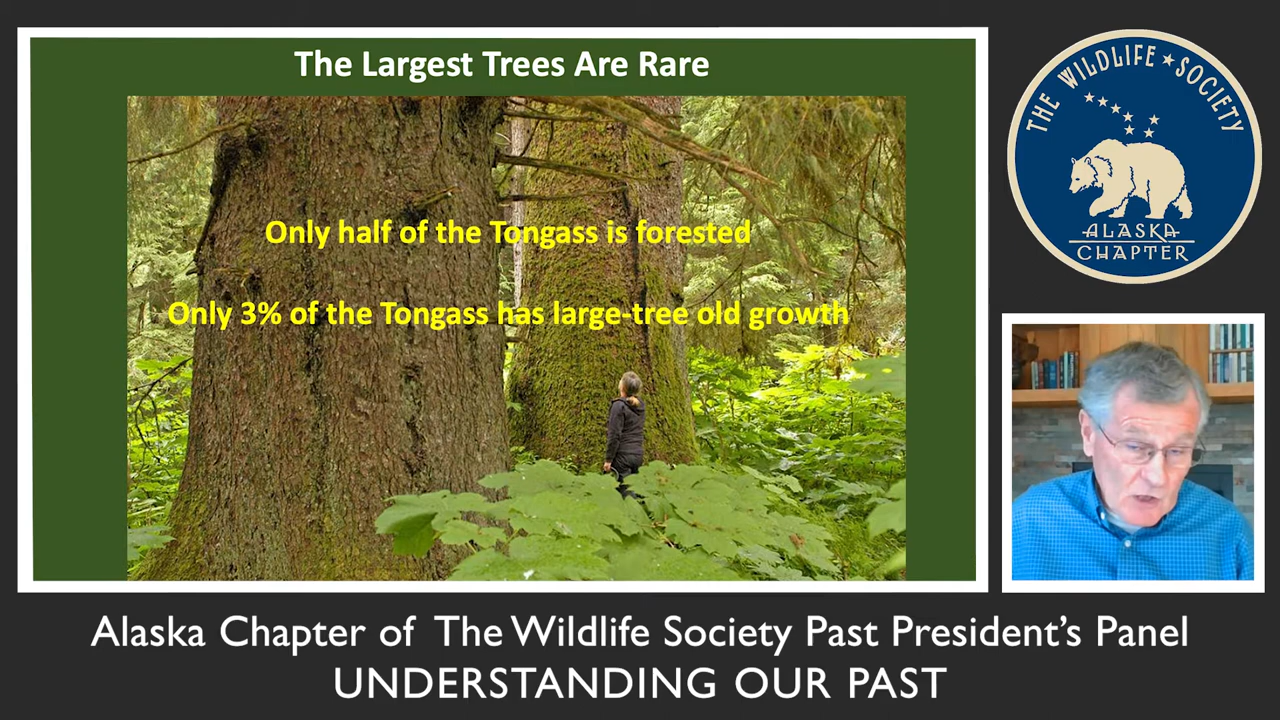 The Largest Trees Are Rare
Only half of the Tongass is forested
Only 3% of the Tongass has large-tree old growth
THE WILDLIFE SOCIETY
ALASKA
CHAPTER
Alaska Chapter of The Wildlife Society Past President's Panel
UNDERSTANDING OUR PAST